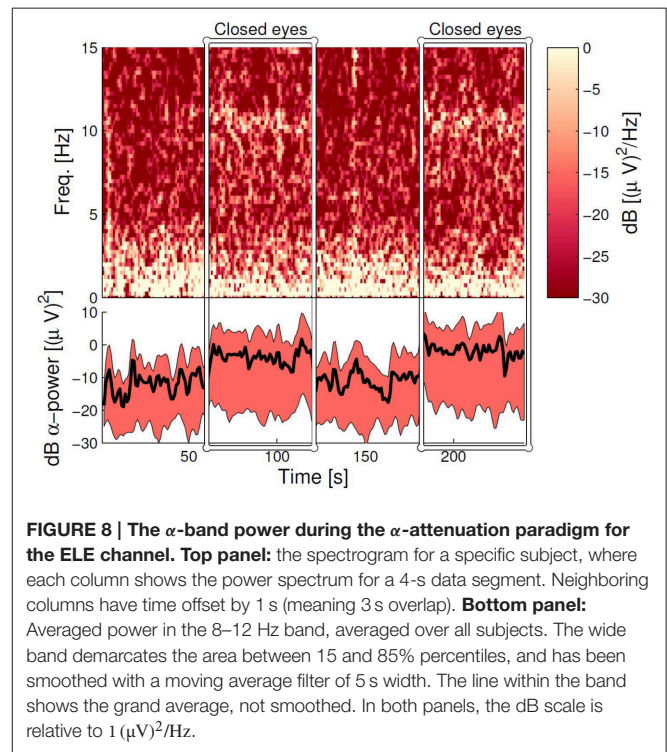 Closed eyes
Closed eyes
15
10
5
0
Freq. [Hz]
0
−5
−10
−15
−20
−25
−30
dB [(μ V)²/Hz]
10
0
−10
−20
−30
dB α-power [(μ V)²]
50
100
150
200
Time [s]
FIGURE 8 | The α-band power during the α-attenuation paradigm for
the ELE channel. Top panel: the spectrogram for a specific subject, where
each column shows the power spectrum for a 4-s data segment. Neighboring
columns have time offset by 1 s (meaning 3 s overlap). Bottom panel:
Averaged power in the 8–12 Hz band, averaged over all subjects. The wide
band demarcates the area between 15 and 85% percentiles, and has been
smoothed with a moving average filter of 5 s width. The line within the band
shows the grand average, not smoothed. In both panels, the dB scale is
relative to 1 (μV)²/Hz.